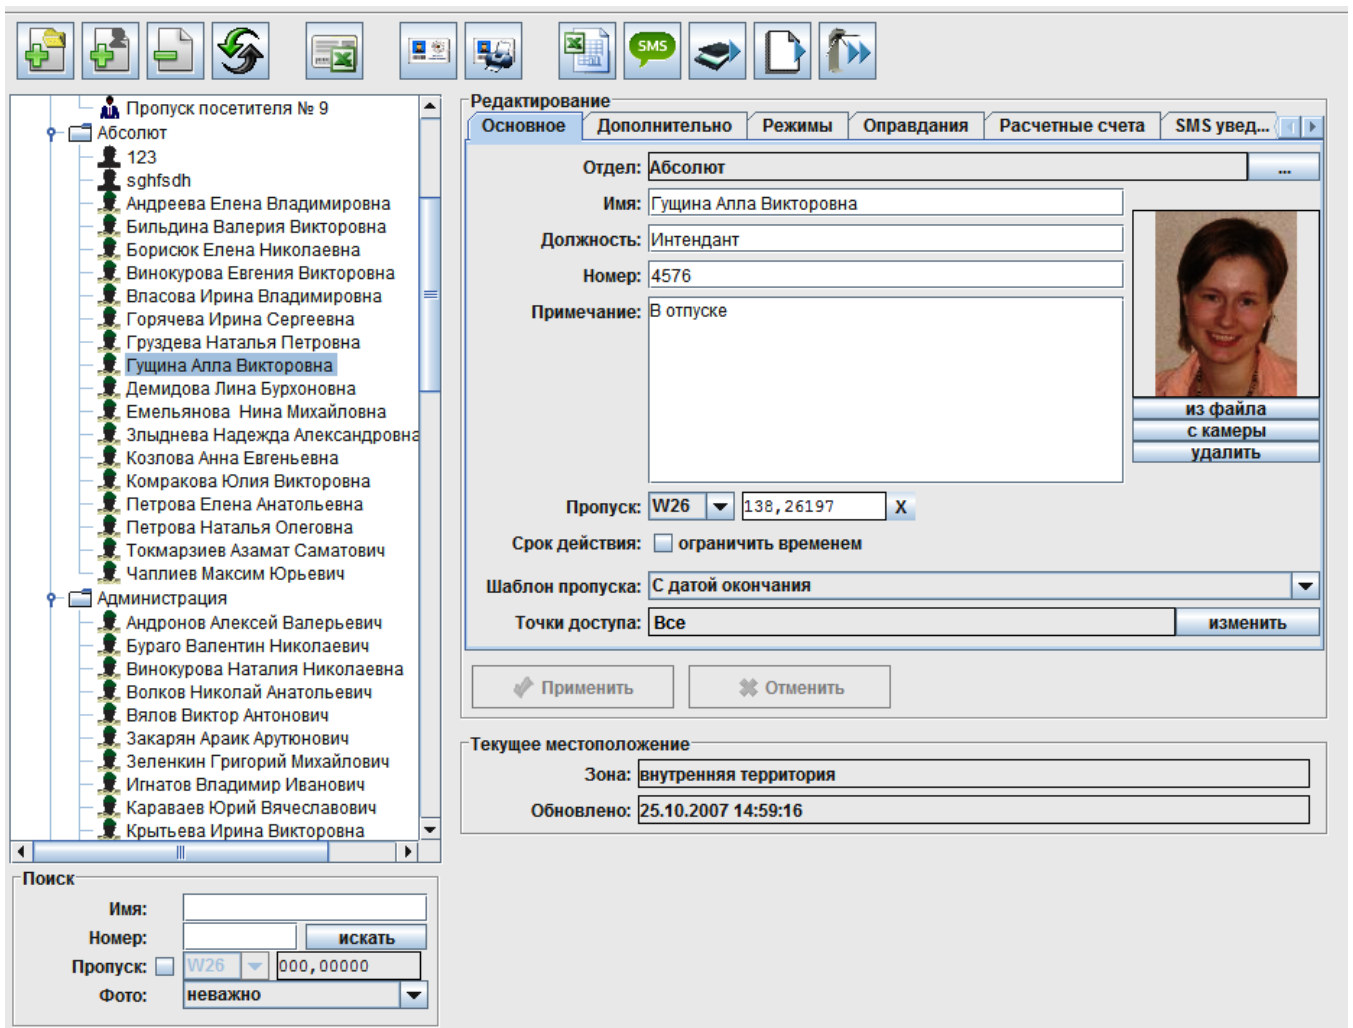 SMS
Пропуск посетителя № 9
Абсолют
123
sghfsdh
Андреева Елена Владимировна
Бильдина Валерия Викторовна
Борисюк Елена Николаевна
Винокурова Евгения Викторовна
Власова Ирина Владимировна
Горячева Ирина Сергеевна
Груздева Наталья Петровна
Гущина Алла Викторовна
Демидова Лина Бурхоновна
Емельянова Нина Михайловна
Злыднева Надежда Александровна
Козлова Анна Евгеньевна
Комракова Юлия Викторовна
Петрова Елена Анатольевна
Петрова Наталья Олеговна
Токмарзиев Азамат Саматович
Чаплиев Максим Юрьевич
Администрация
Андронов Алексей Валерьевич
Бураго Валентин Николаевич
Винокурова Наталия Николаевна
Волков Николай Анатольевич
Вялов Виктор Антонович
Закарян Араик Арутюнович
Зеленкин Григорий Михайлович
Игнатов Владимир Иванович
Караваев Юрий Вячеславович
Крытьева Ирина Викторовна
Поиск
Имя:
Номер: искать
Пропуск: W26 000,00000
Фото: неважно
Редактирование
Основное Дополнительно Режимы Оправдания Расчетные счета SMS увед...
Отдел: Абсолют ...
Имя: Гущина Алла Викторовна
Должность: Интендант
Номер: 4576
Примечание: В отпуске
из файла
с камеры
удалить
Пропуск: W26 138,26197 X
Срок действия: ограничить временем
Шаблон пропуска: С датой окончания
Точки доступа: Все изменить
Применить Отменить
Текущее местоположение
Зона: внутренняя территория
Обновлено: 25.10.2007 14:59:16